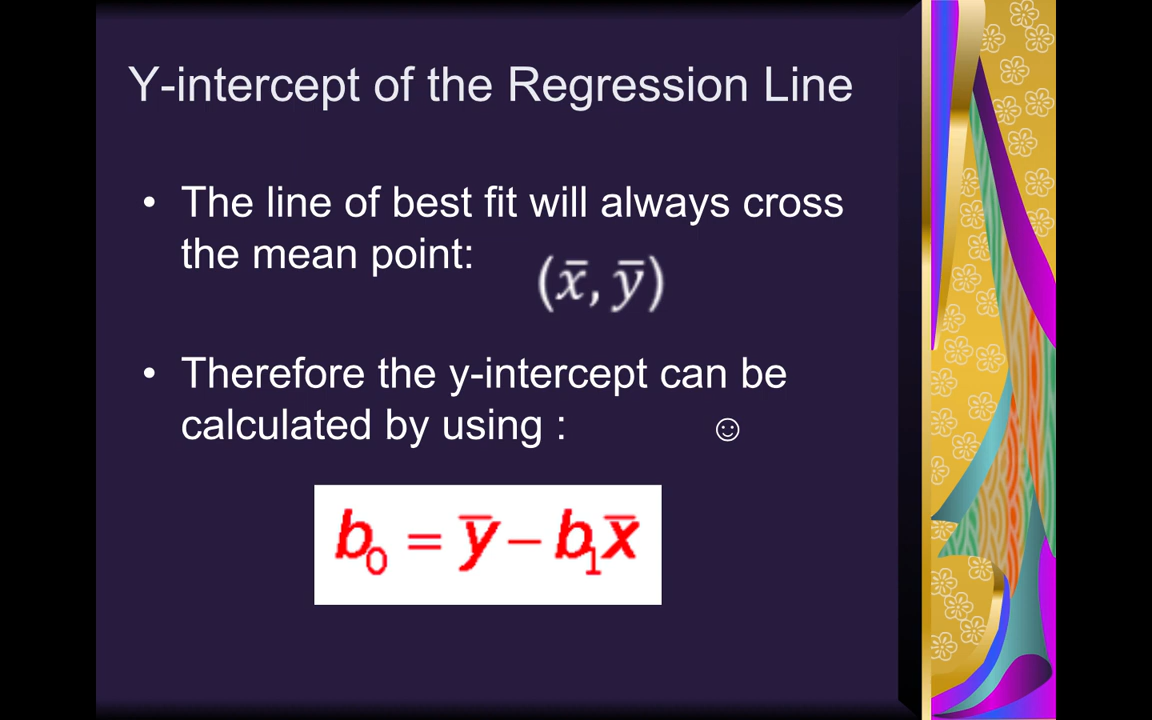 Y-intercept of the Regression Line
• The line of best fit will always cross
the mean point:
(x̄, ȳ)
• Therefore the y-intercept can be
calculated by using : ☺
b₀ = ȳ − b₁x̄